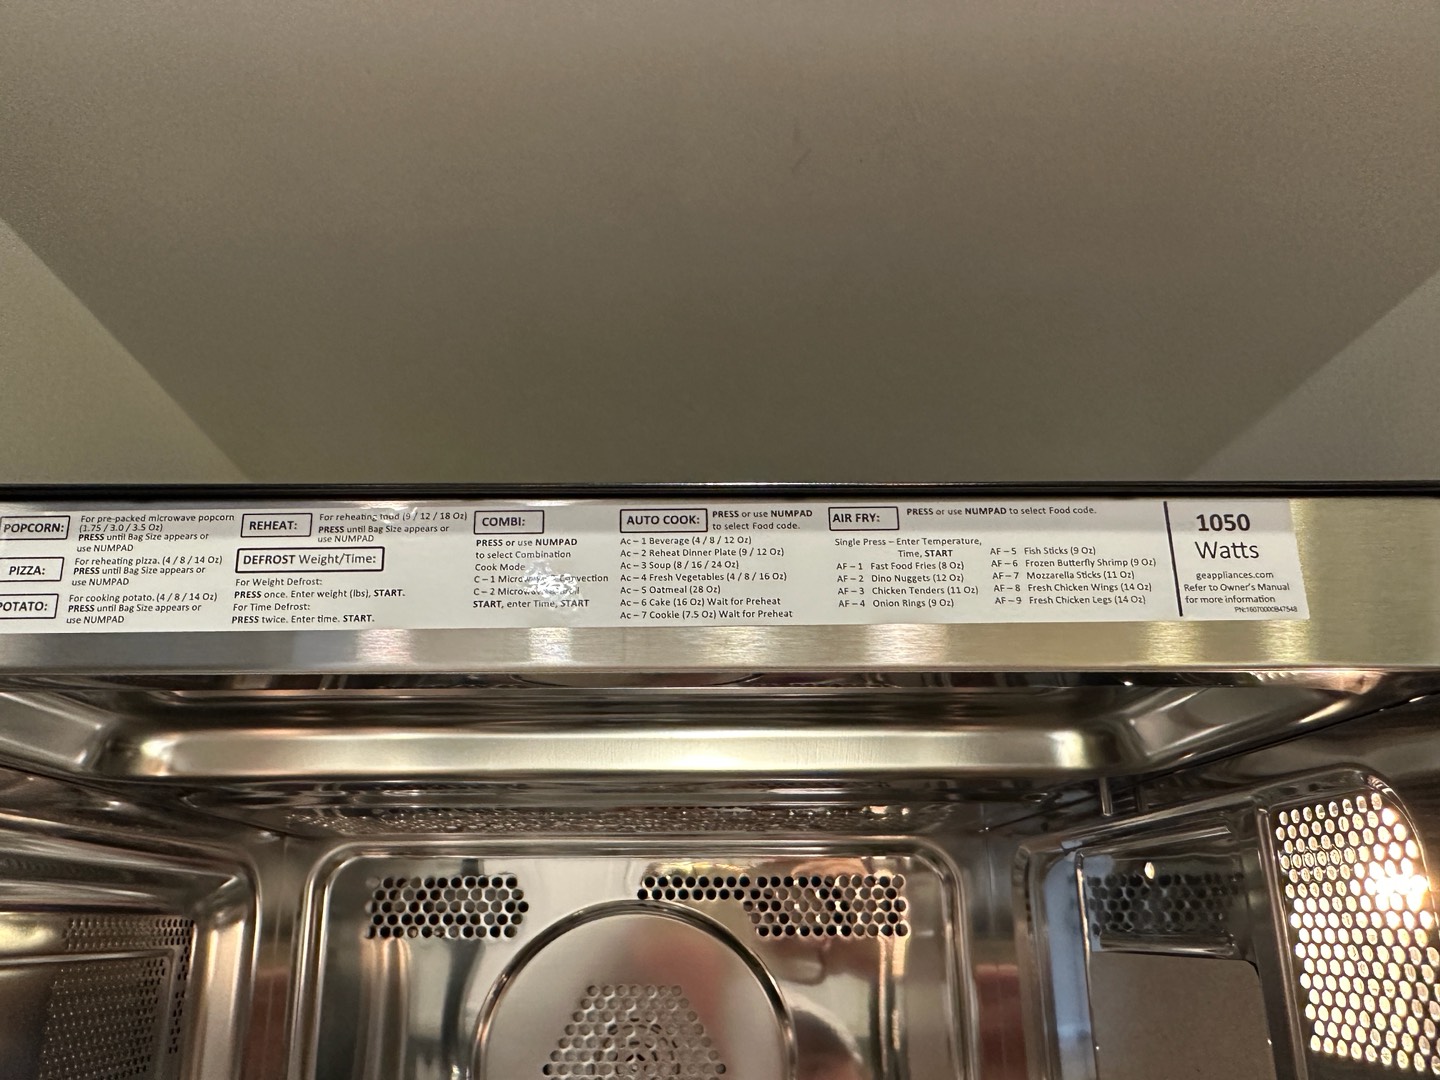 POPCORN:
For pre-packed microwave popcorn
(1.75 / 3.0 / 3.5 Oz)
PRESS until Bag Size appears or
use NUMPAD
PIZZA:
For reheating pizza. (4 / 8 / 14 Oz)
PRESS until Bag Size appears or
use NUMPAD
POTATO:
For cooking potato. (4 / 8 / 14 Oz)
PRESS until Bag Size appears or
use NUMPAD
REHEAT:
For reheating food (9 / 12 / 18 Oz)
PRESS until Bag Size appears or
use NUMPAD
DEFROST Weight/Time:
For Weight Defrost:
PRESS once. Enter weight (lbs), START.
For Time Defrost:
PRESS twice. Enter time. START.
COMBI:
PRESS or use NUMPAD
to select Combination
Cook Mode
C – 1 Convection
C – 2
START, enter Time, START
AUTO COOK:
PRESS or use NUMPAD
to select Food code.
Ac – 1 Beverage (4 / 8 / 12 Oz)
Ac – 2 Reheat Dinner Plate (9 / 12 Oz)
Ac – 3 Soup (8 / 16 / 24 Oz)
Ac – 4 Fresh Vegetables (4 / 8 / 16 Oz)
Ac – 5 Oatmeal (28 Oz)
Ac – 6 Cake (16 Oz) Wait for Preheat
Ac – 7 Cookie (7.5 Oz) Wait for Preheat
AIR FRY:
PRESS or use NUMPAD to select Food code.
Single Press – Enter Temperature,
Time, START
AF – 1 Fast Food Fries (8 Oz)
AF – 2 Dino Nuggets (12 Oz)
AF – 3 Chicken Tenders (11 Oz)
AF – 4 Onion Rings (9 Oz)
AF – 5 Fish Sticks (9 Oz)
AF – 6 Frozen Butterfly Shrimp (9 Oz)
AF – 7 Mozzarella Sticks (11 Oz)
AF – 8 Fresh Chicken Wings (14 Oz)
AF – 9 Fresh Chicken Legs (14 Oz)
1050
Watts
geappliances.com
Refer to Owner's Manual
for more information
PN:16070000B47548